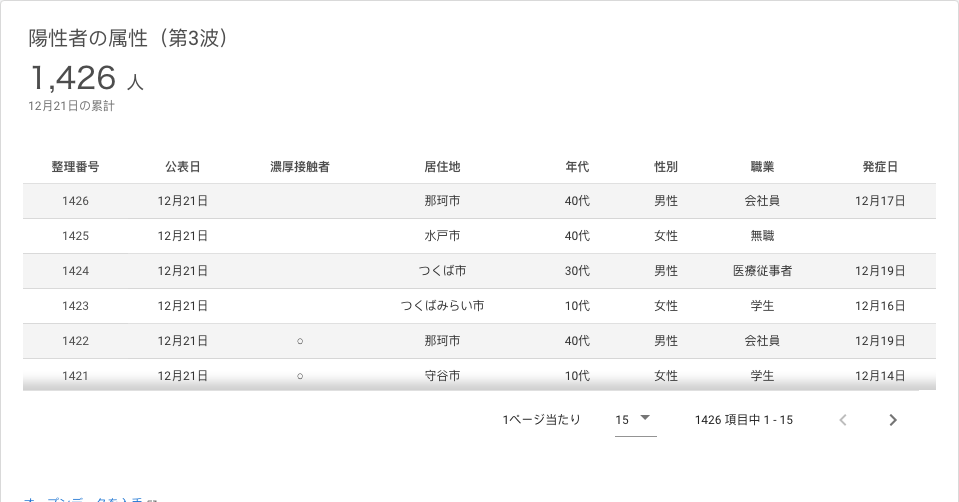 陽性者の属性（第3波）
1,426 人
12月21日の累計
整理番号 公表日 濃厚接触者 居住地 年代 性別 職業 発症日
1426 12月21日 那珂市 40代 男性 会社員 12月17日
1425 12月21日 水戸市 40代 女性 無職
1424 12月21日 つくば市 30代 男性 医療従事者 12月19日
1423 12月21日 つくばみらい市 10代 女性 学生 12月16日
1422 12月21日 ○ 那珂市 40代 男性 会社員 12月19日
1421 12月21日 ○ 守谷市 10代 女性 学生 12月14日
1ページ当たり 15 1426 項目中 1 - 15
オープンデータを入手